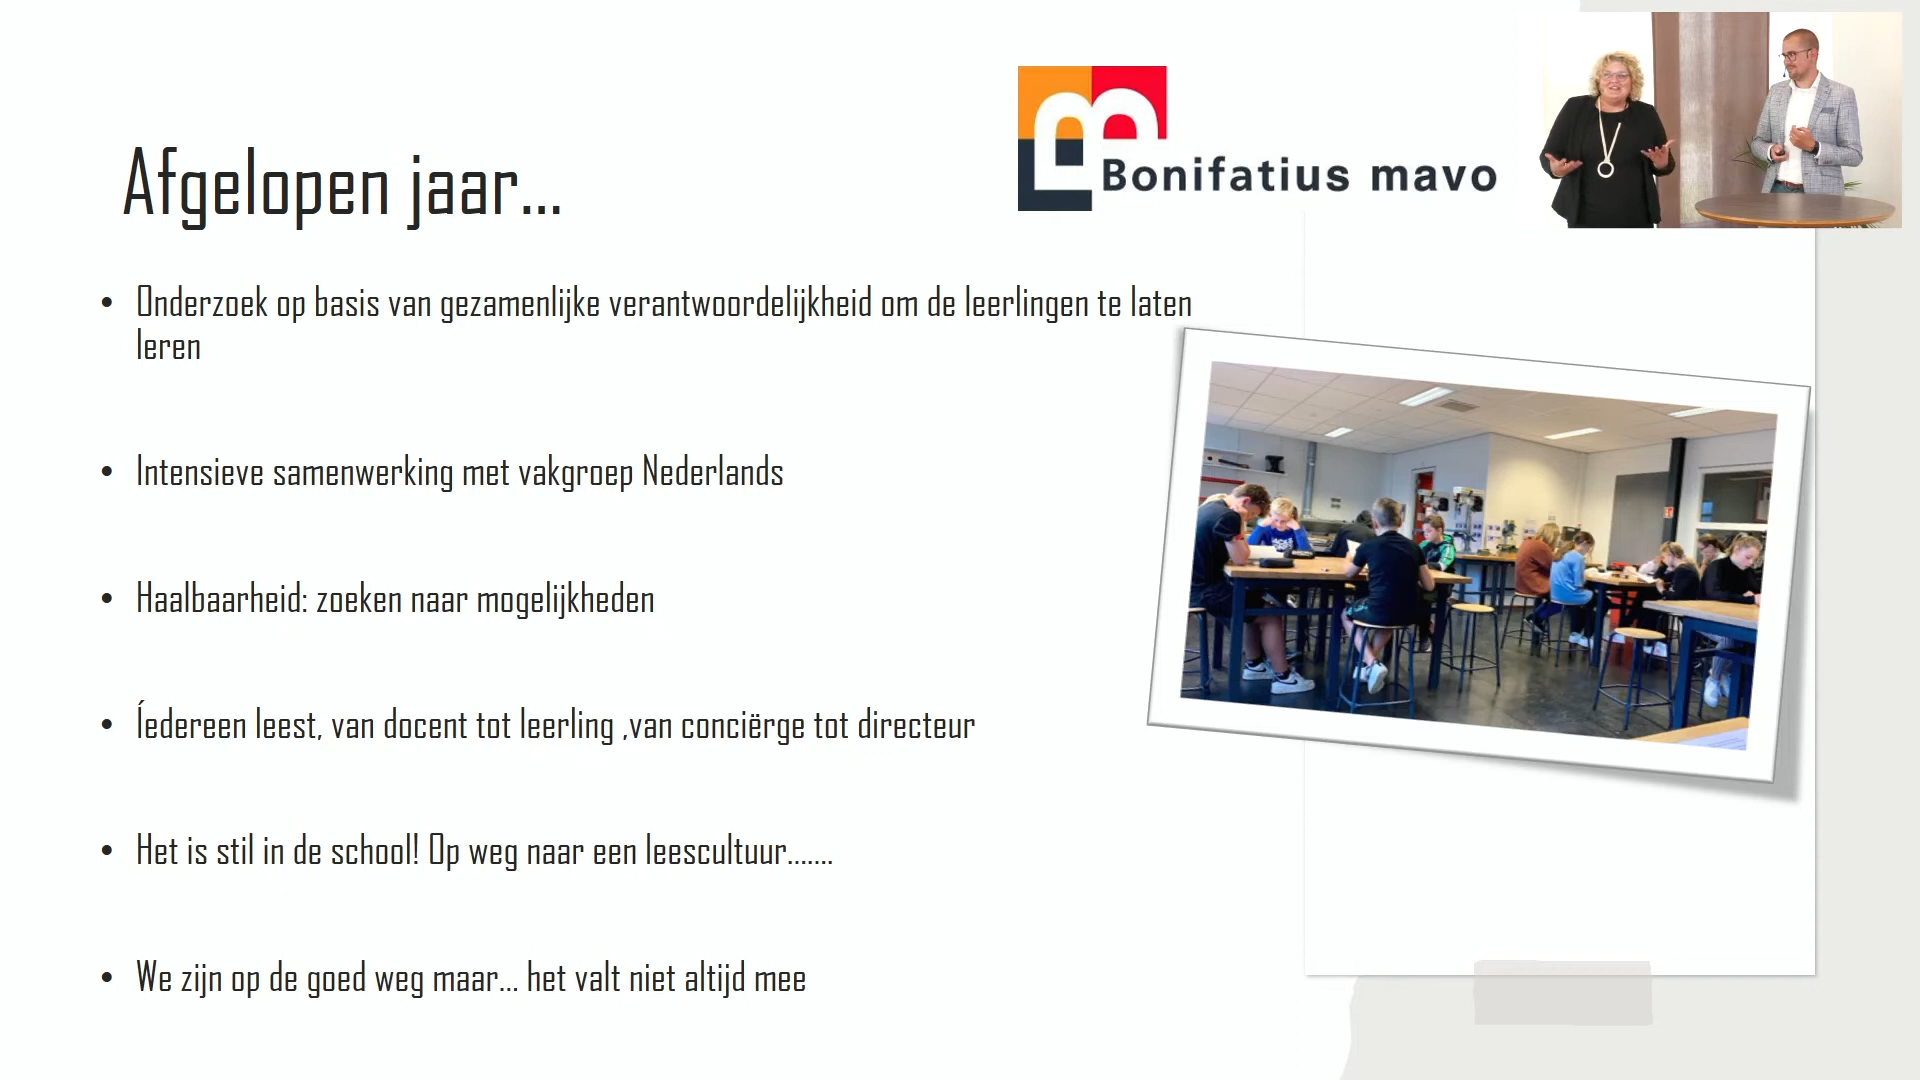 Bonifatius mavo
Afgelopen jaar...
• Onderzoek op basis van gezamenlijke verantwoordelijkheid om de leerlingen te laten
leren
• Intensieve samenwerking met vakgroep Nederlands
• Haalbaarheid: zoeken naar mogelijkheden
• Íedereen leest, van docent tot leerling ,van conciërge tot directeur
• Het is stil in de school! Op weg naar een leescultuur.......
• We zijn op de goed weg maar... het valt niet altijd mee